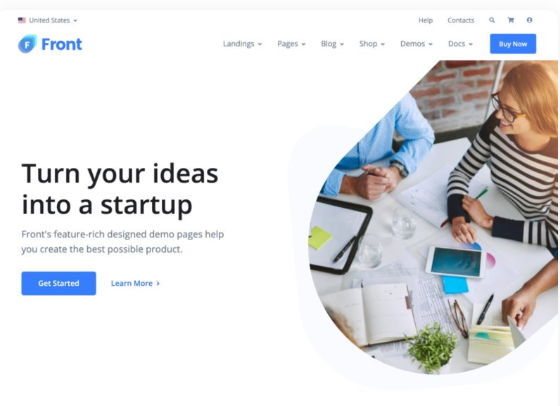 United States
Help Contacts
F Front
Landings Pages Blog Shop Demos Docs Buy Now
Turn your ideas
into a startup
Front's feature-rich designed demo pages help
you create the best possible product.
Get Started Learn More >